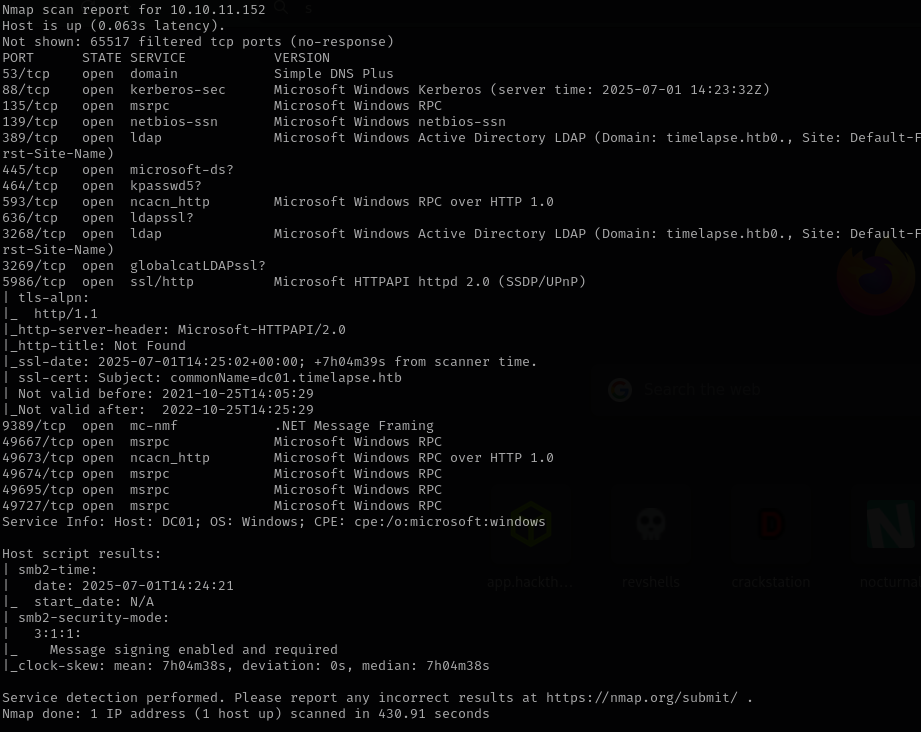 Nmap scan report for 10.10.11.152
Host is up (0.063s latency).
Not shown: 65517 filtered tcp ports (no-response)
PORT      STATE SERVICE           VERSION
53/tcp    open  domain            Simple DNS Plus
88/tcp    open  kerberos-sec      Microsoft Windows Kerberos (server time: 2025-07-01 14:23:32Z)
135/tcp   open  msrpc             Microsoft Windows RPC
139/tcp   open  netbios-ssn       Microsoft Windows netbios-ssn
389/tcp   open  ldap              Microsoft Windows Active Directory LDAP (Domain: timelapse.htb0., Site: Default-F
rst-Site-Name)
445/tcp   open  microsoft-ds?
464/tcp   open  kpasswd5?
593/tcp   open  ncacn_http        Microsoft Windows RPC over HTTP 1.0
636/tcp   open  ldapssl?
3268/tcp  open  ldap              Microsoft Windows Active Directory LDAP (Domain: timelapse.htb0., Site: Default-F
rst-Site-Name)
3269/tcp  open  globalcatLDAPssl?
5986/tcp  open  ssl/http          Microsoft HTTPAPI httpd 2.0 (SSDP/UPnP)
| tls-alpn:
|_  http/1.1
|_http-server-header: Microsoft-HTTPAPI/2.0
|_http-title: Not Found
|_ssl-date: 2025-07-01T14:25:02+00:00; +7h04m39s from scanner time.
| ssl-cert: Subject: commonName=dc01.timelapse.htb
| Not valid before: 2021-10-25T14:05:29
|_Not valid after:  2022-10-25T14:25:29
Search the web
9389/tcp  open  mc-nmf            .NET Message Framing
49667/tcp open  msrpc             Microsoft Windows RPC
49673/tcp open  ncacn_http        Microsoft Windows RPC over HTTP 1.0
49674/tcp open  msrpc             Microsoft Windows RPC
49695/tcp open  msrpc             Microsoft Windows RPC
49727/tcp open  msrpc             Microsoft Windows RPC
Service Info: Host: DC01; OS: Windows; CPE: cpe:/o:microsoft:windows
Host script results:
| smb2-time:
|   date: 2025-07-01T14:24:21
app.hackth... revshells crackstation nocturnal
|_  start_date: N/A
| smb2-security-mode:
|   3:1:1:
|_    Message signing enabled and required
|_clock-skew: mean: 7h04m38s, deviation: 0s, median: 7h04m38s
Service detection performed. Please report any incorrect results at https://nmap.org/submit/ .
Nmap done: 1 IP address (1 host up) scanned in 430.91 seconds